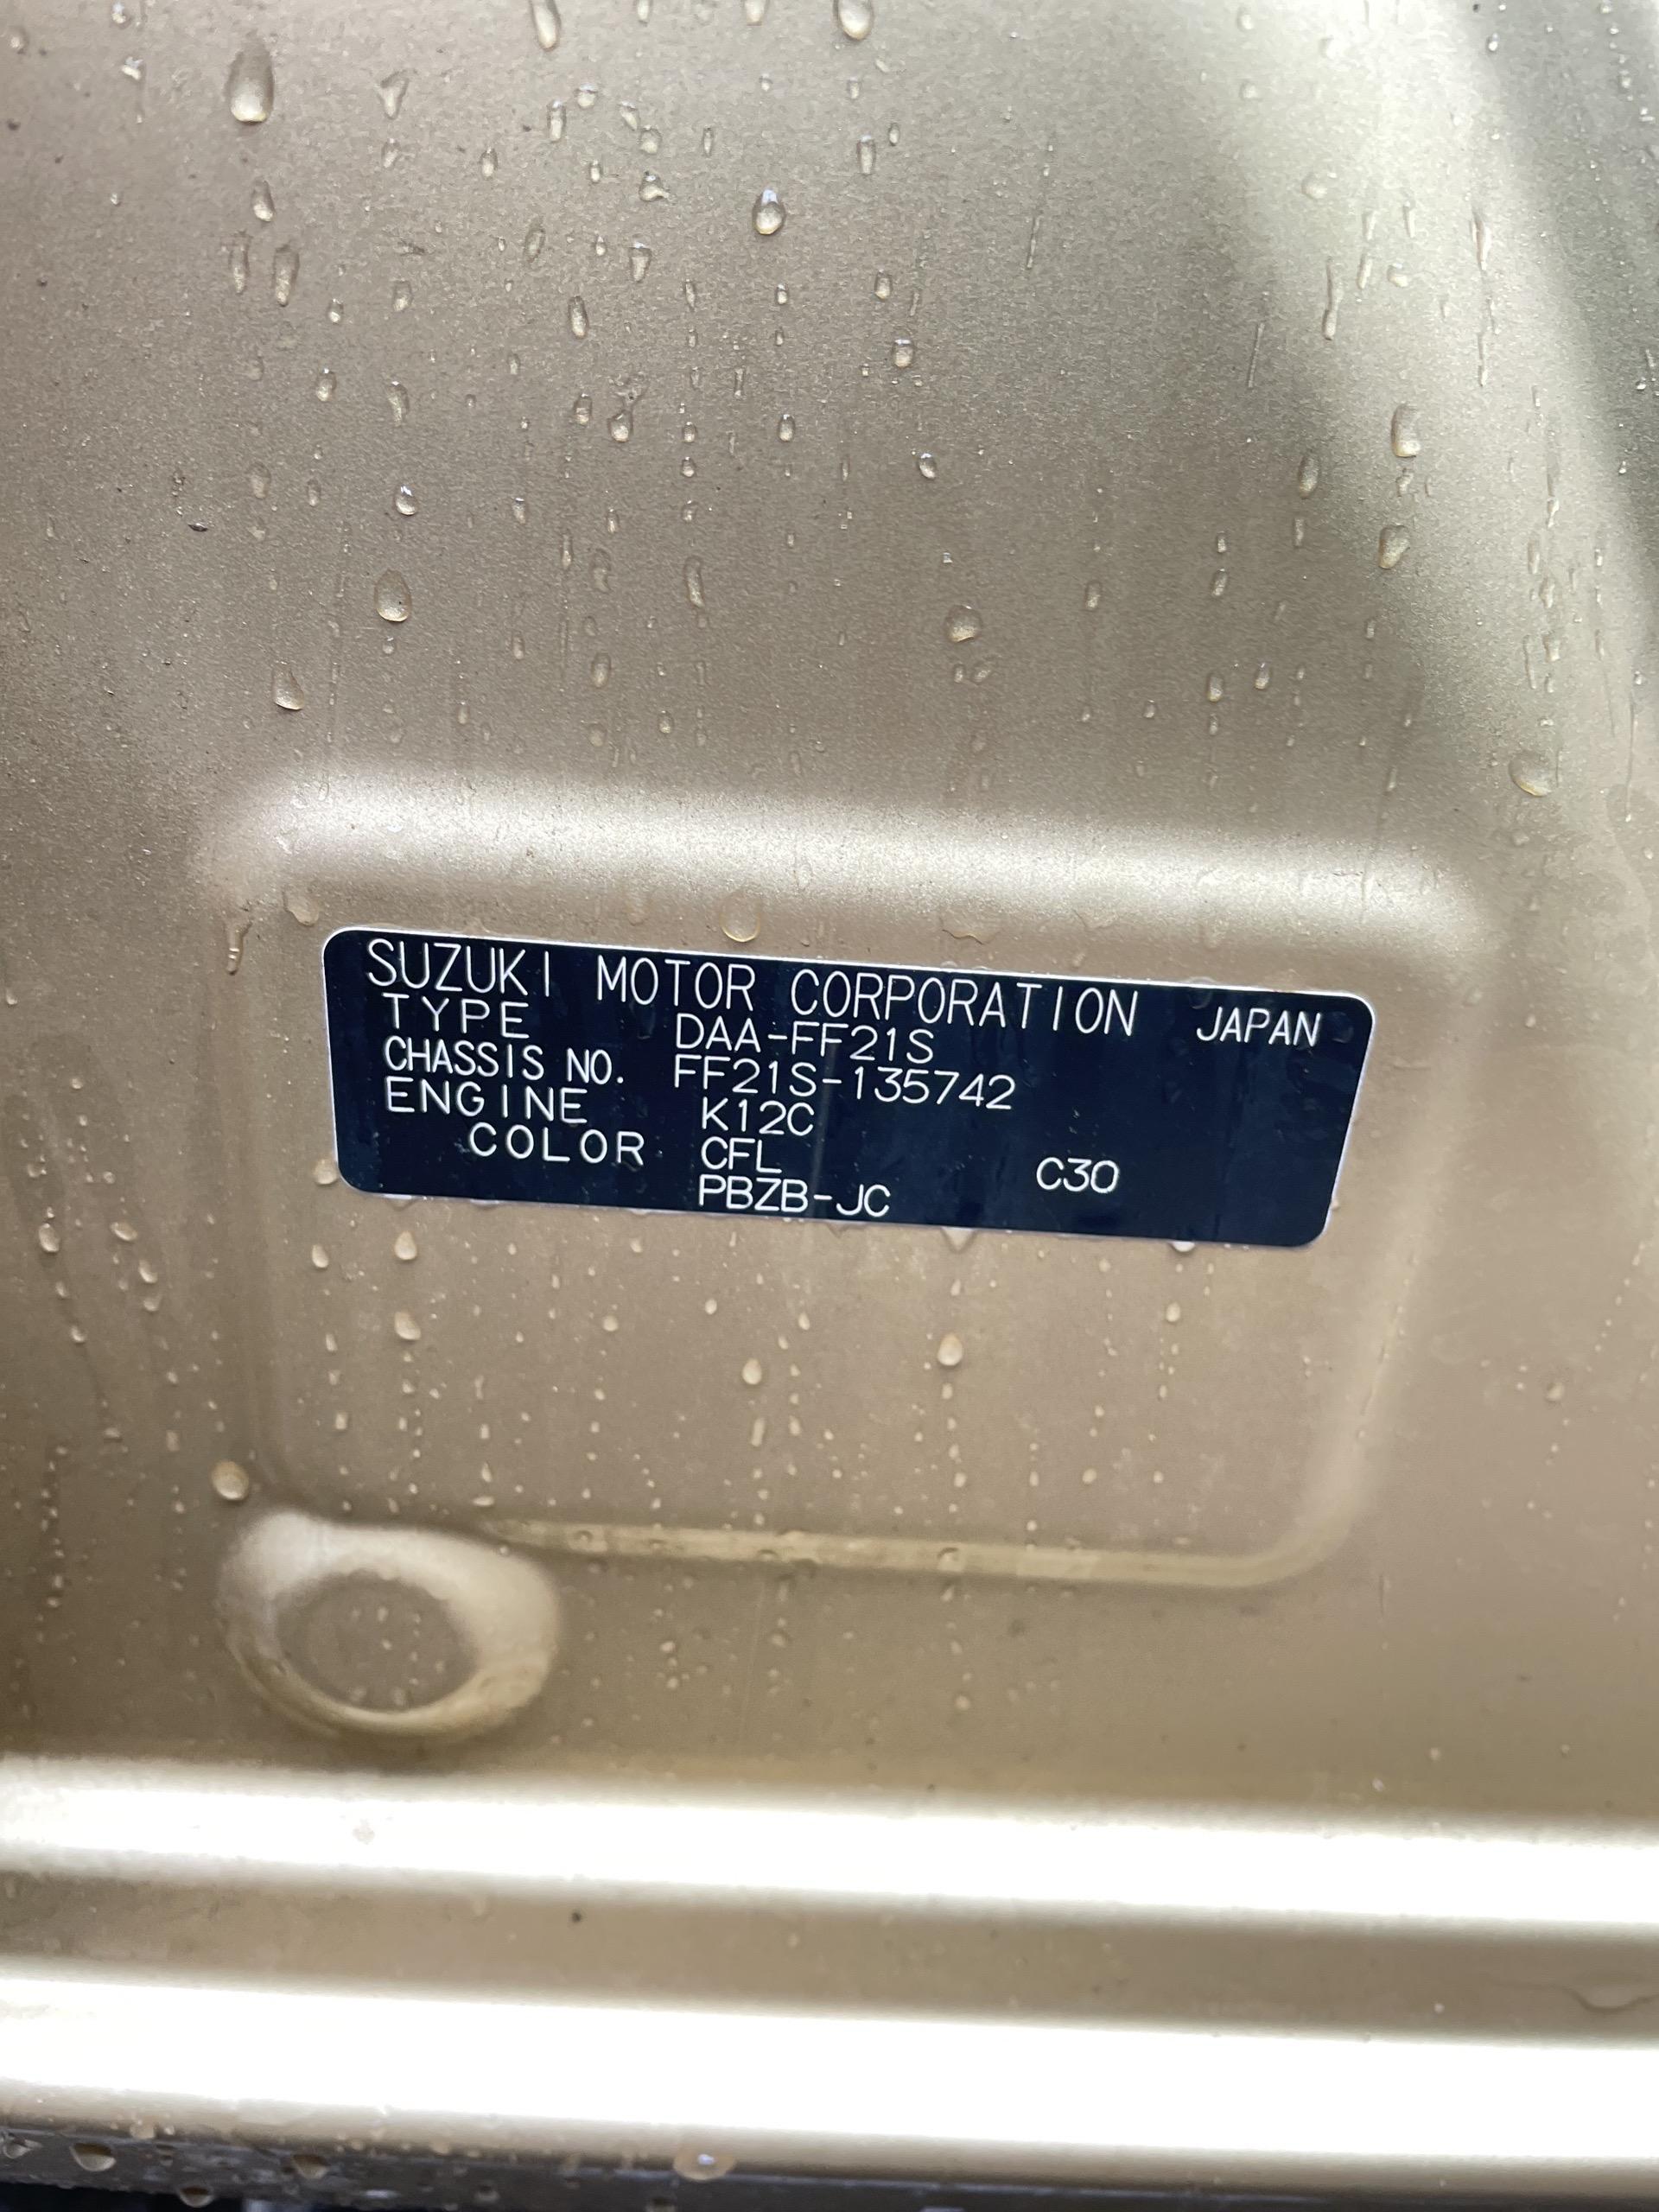 SUZUKI MOTOR CORPORATION JAPAN
TYPE DAA-FF21S
CHASSIS NO. FF21S-135742
ENGINE K12C
COLOR CFL C30
PBZB-JC